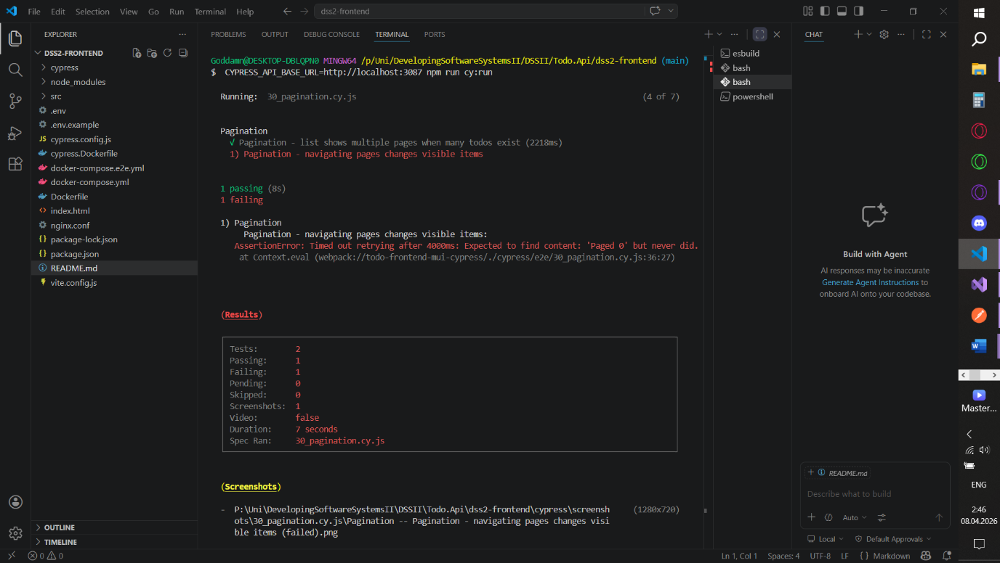 File Edit Selection View Go Run Terminal Help
dss2-frontend
EXPLORER
DSS2-FRONTEND
cypress
node_modules
src
.env
.env.example
JS cypress.config.js
cypress.Dockerfile
docker-compose.e2e.yml
docker-compose.yml
Dockerfile
index.html
nginx.conf
package-lock.json
package.json
README.md
vite.config.js
OUTLINE
TIMELINE
PROBLEMS OUTPUT DEBUG CONSOLE TERMINAL PORTS
Goddamn@DESKTOP-DBLQPN0 MINGW64 /p/Uni/DevelopingSoftwareSystemsII/DSSII/Todo.Api/dss2-frontend (main)
$ CYPRESS_API_BASE_URL=http://localhost:3087 npm run cy:run
Running: 30_pagination.cy.js (4 of 7)
Pagination
√ Pagination - list shows multiple pages when many todos exist (2218ms)
1) Pagination - navigating pages changes visible items
1 passing (8s)
1 failing
1) Pagination
Pagination - navigating pages changes visible items:
AssertionError: Timed out retrying after 4000ms: Expected to find content: 'Paged 0' but never did.
at Context.eval (webpack://todo-frontend-mui-cypress/./cypress/e2e/30_pagination.cy.js:36:27)
(Results)
Tests: 2
Passing: 1
Failing: 1
Pending: 0
Skipped: 0
Screenshots: 1
Video: false
Duration: 7 seconds
Spec Ran: 30_pagination.cy.js
(Screenshots)
- P:\Uni\DevelopingSoftwareSystemsII\DSSII\Todo.Api\dss2-frontend\cypress\screensh (1280x720)
ots\30_pagination.cy.js\Pagination -- Pagination - navigating pages changes visi
ble items (failed).png
esbuild
bash
bash
powershell
CHAT
Build with Agent
AI responses may be inaccurate
Generate Agent Instructions to
onboard AI onto your codebase.
README.md
Describe what to build
Auto
Local Default Approvals
0 0
Ln 1, Col 1 Spaces: 4 UTF-8 LF { } Markdown
W
Master...
ENG
2:46
08.04.2026